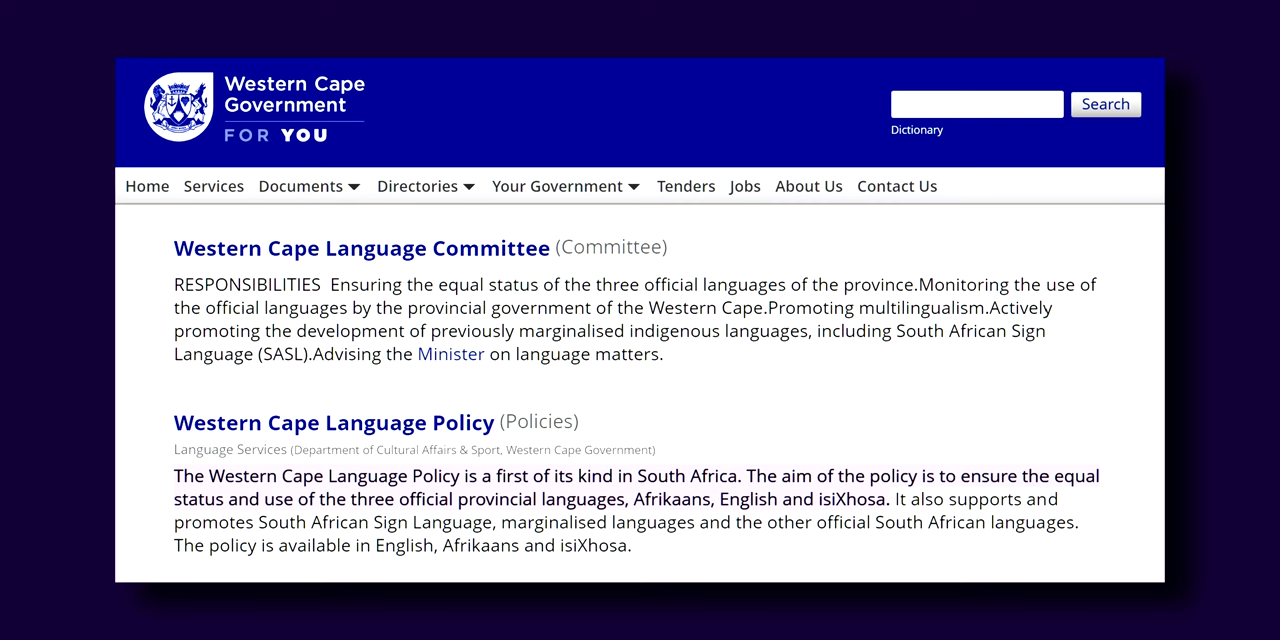 Western Cape
Government
FOR YOU
Search
Dictionary
Home Services Documents Directories Your Government Tenders Jobs About Us Contact Us
Western Cape Language Committee (Committee)
RESPONSIBILITIES  Ensuring the equal status of the three official languages of the province.Monitoring the use of
the official languages by the provincial government of the Western Cape.Promoting multilingualism.Actively
promoting the development of previously marginalised indigenous languages, including South African Sign
Language (SASL).Advising the Minister on language matters.
Western Cape Language Policy (Policies)
Language Services (Department of Cultural Affairs & Sport, Western Cape Government)
The Western Cape Language Policy is a first of its kind in South Africa. The aim of the policy is to ensure the equal
status and use of the three official provincial languages, Afrikaans, English and isiXhosa. It also supports and
promotes South African Sign Language, marginalised languages and the other official South African languages.
The policy is available in English, Afrikaans and isiXhosa.